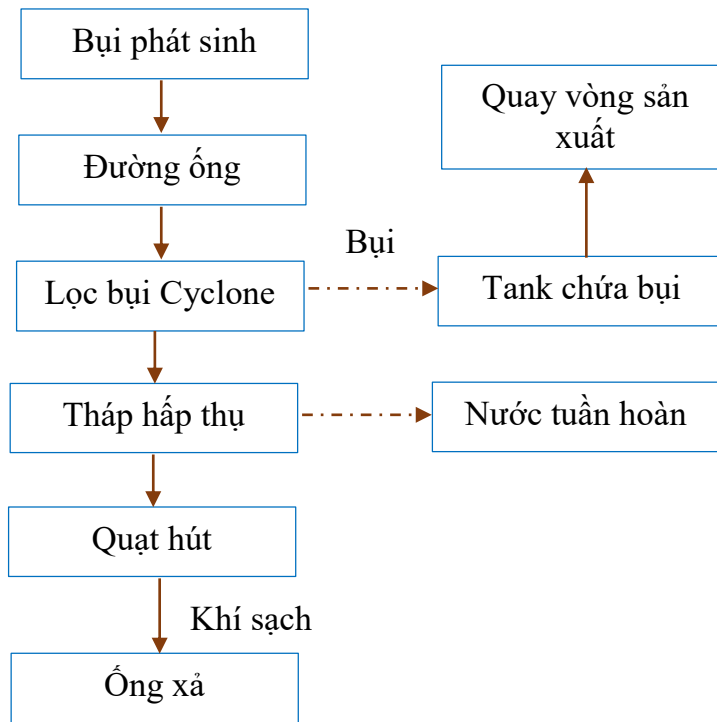 Bụi phát sinh
Quay vòng sản
xuất
Đường ống
Bụi
Lọc bụi Cyclone
Tank chứa bụi
Tháp hấp thụ
Nước tuần hoàn
Quạt hút
Khí sạch
Ống xả